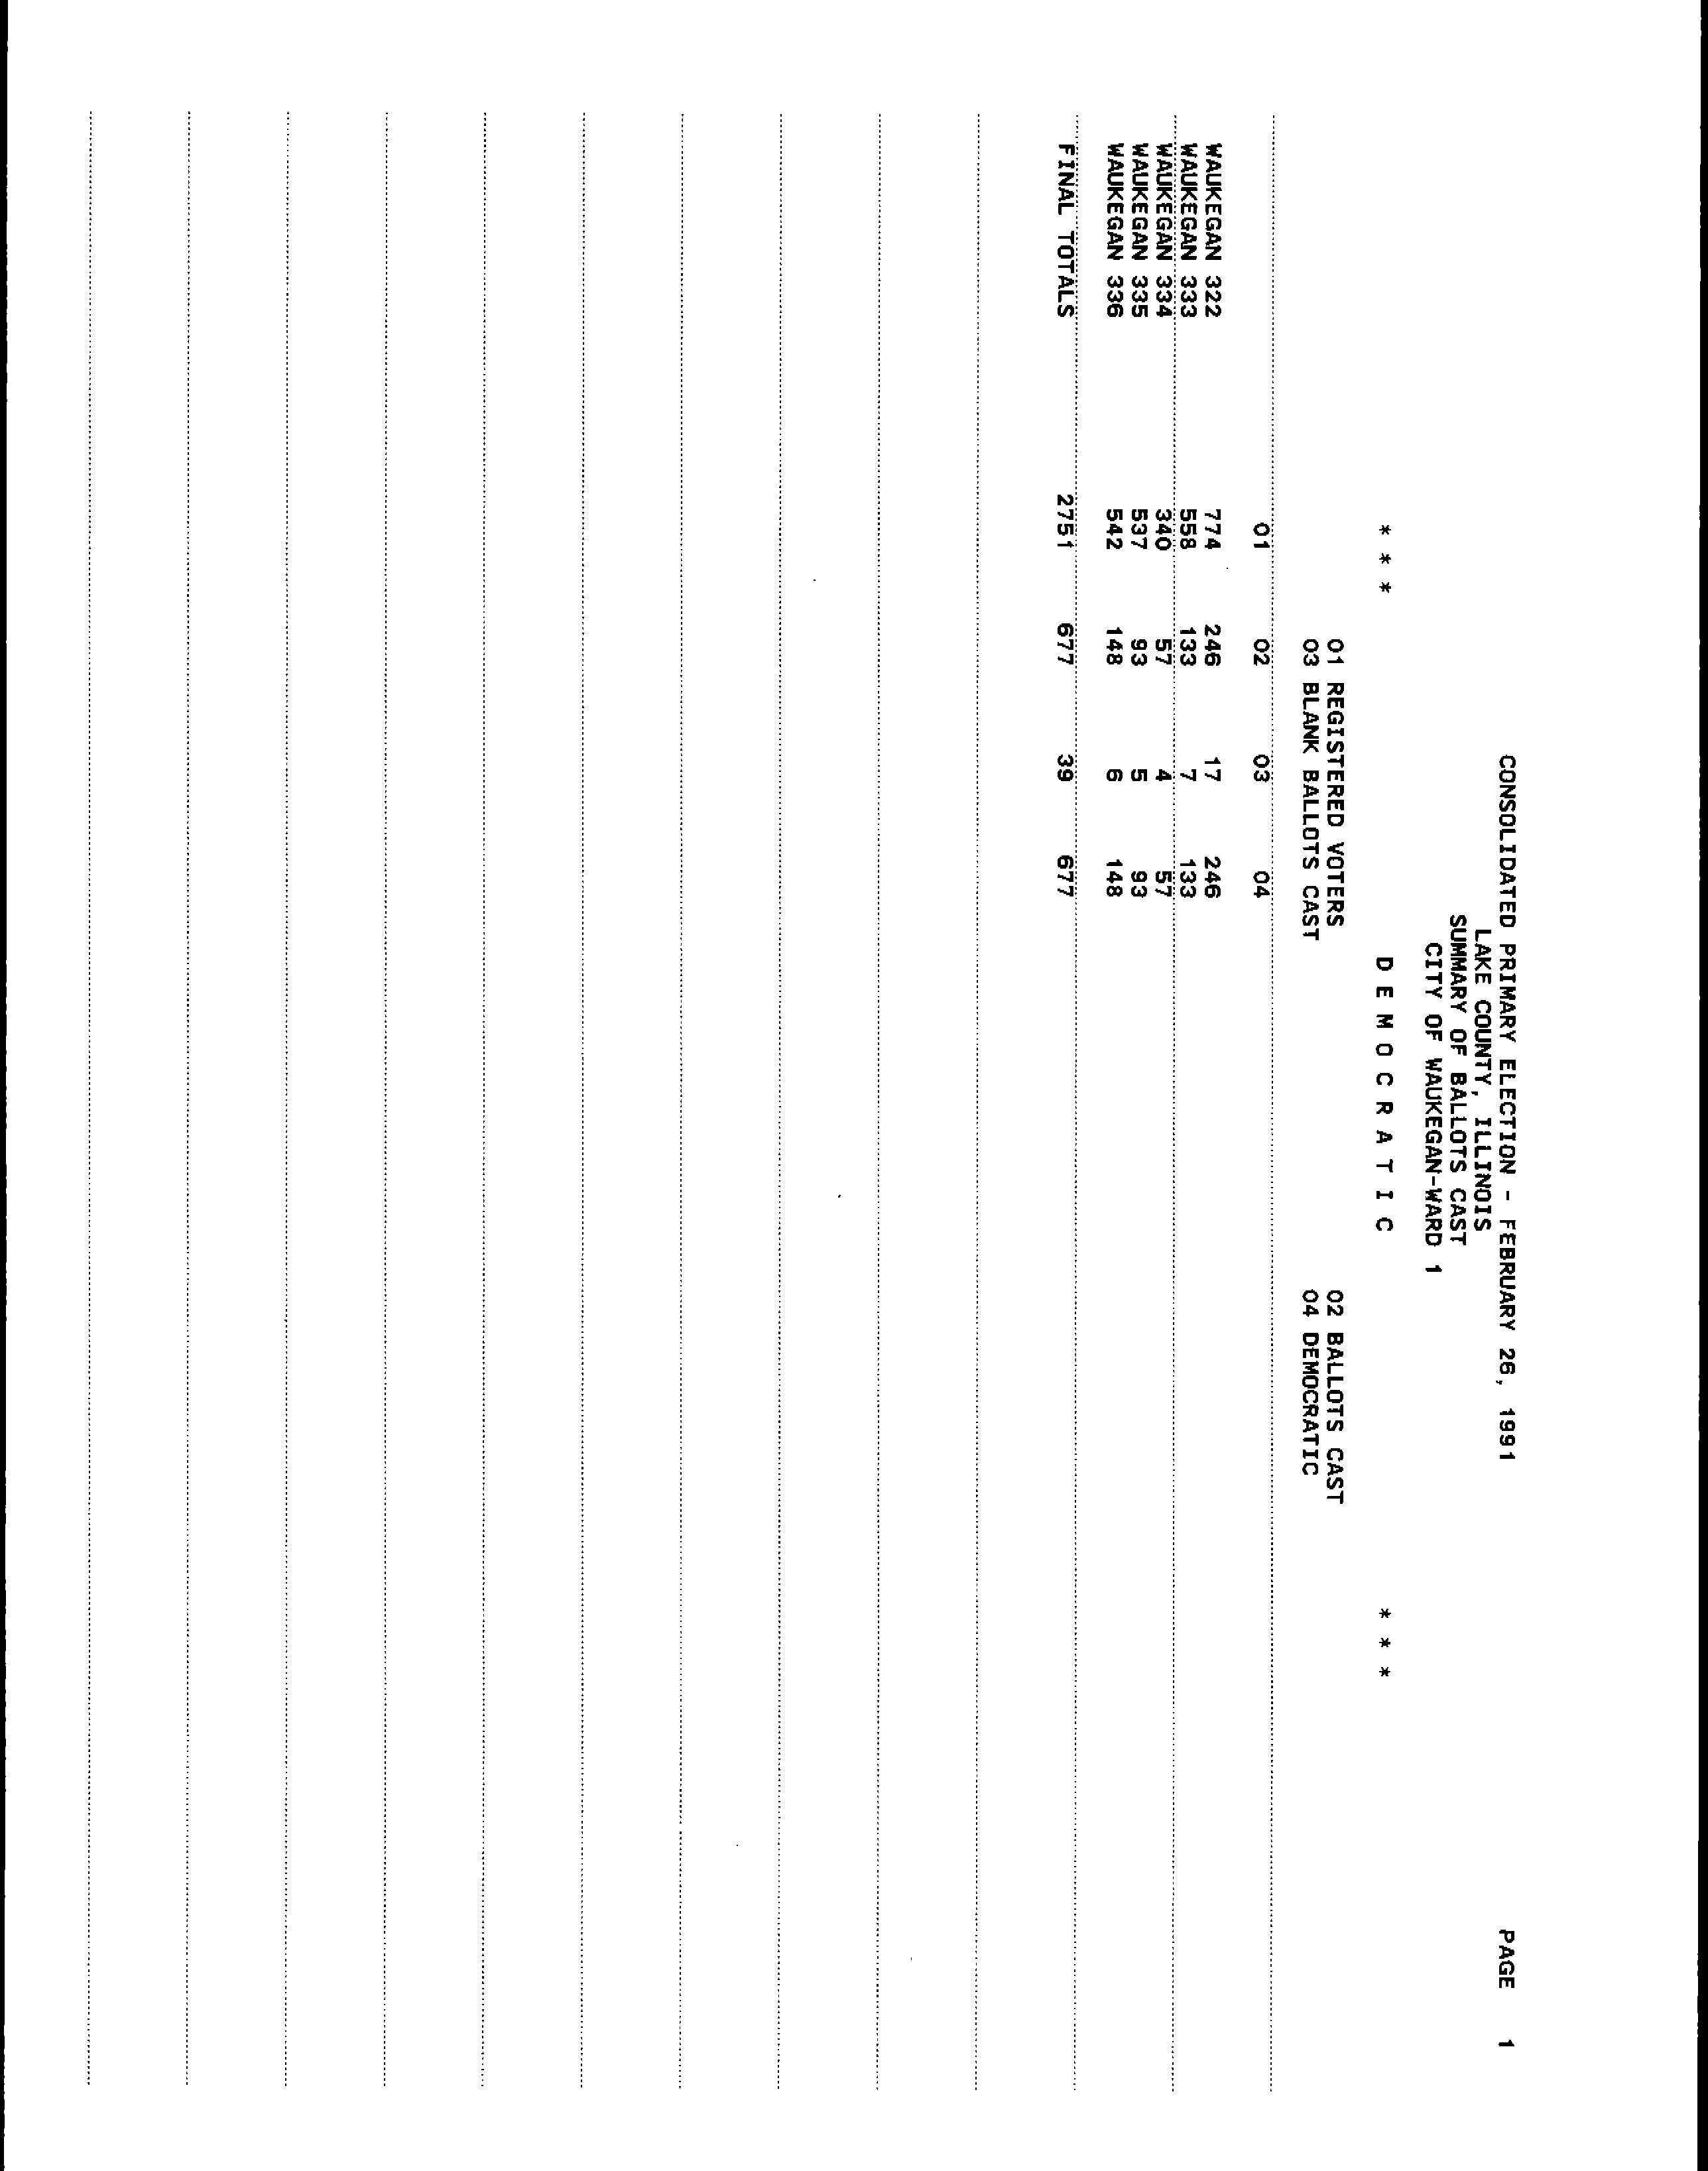 CONSOLIDATED PRIMARY ELECTION - FEBRUARY 26, 1991 PAGE 1
LAKE COUNTY, ILLINOIS
SUMMARY OF BALLOTS CAST
CITY OF WAUKEGAN-WARD 1
* * * D E M O C R A T I C * * *
01 REGISTERED VOTERS 02 BALLOTS CAST
03 BLANK BALLOTS CAST 04 DEMOCRATIC
01 02 03 04
WAUKEGAN 322 774 246 17 246
WAUKEGAN 333 558 133 7 133
WAUKEGAN 334 340 57 4 57
WAUKEGAN 335 537 93 5 93
WAUKEGAN 336 542 148 6 148
FINAL TOTALS 2751 677 39 677